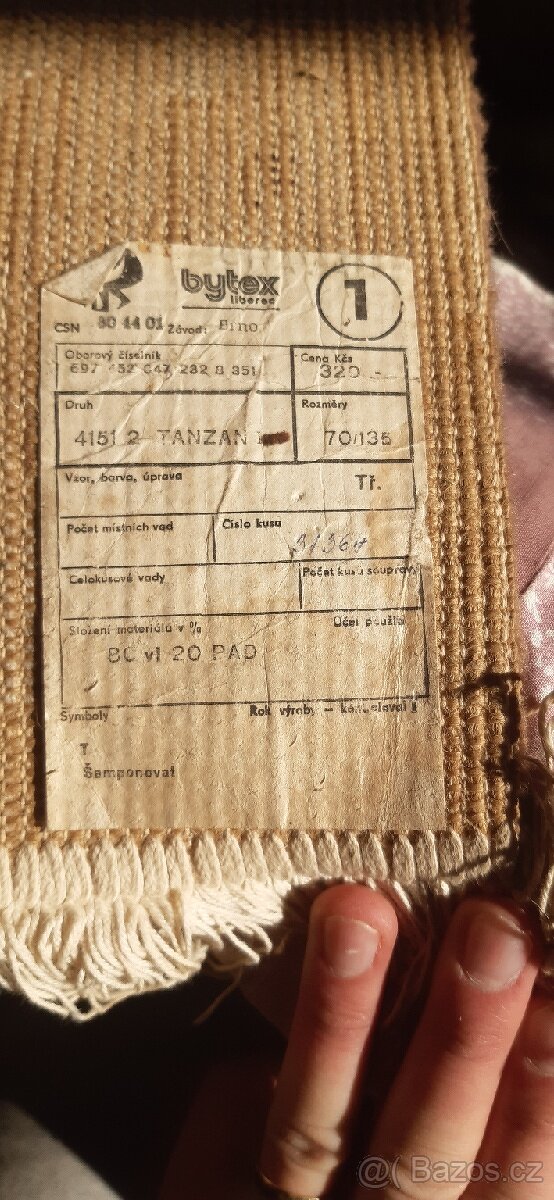 bytex
liberec
1
ČSN 80 44 01 Závod: Brno
Oborový číselník
Cena Kčs
320 -
Druh
Rozměry
4151 2 TANZAN
70/135
Vzor, barva, úprava
Tř.
Počet místních vad
Číslo kusu
Celokusové vady
Počet kusů soupravy
Složení materiálu v %
Účel použití
80 vl 20 PAD
Symboly
Rok výroby -
T
Šamponovat
@( Bazos.cz